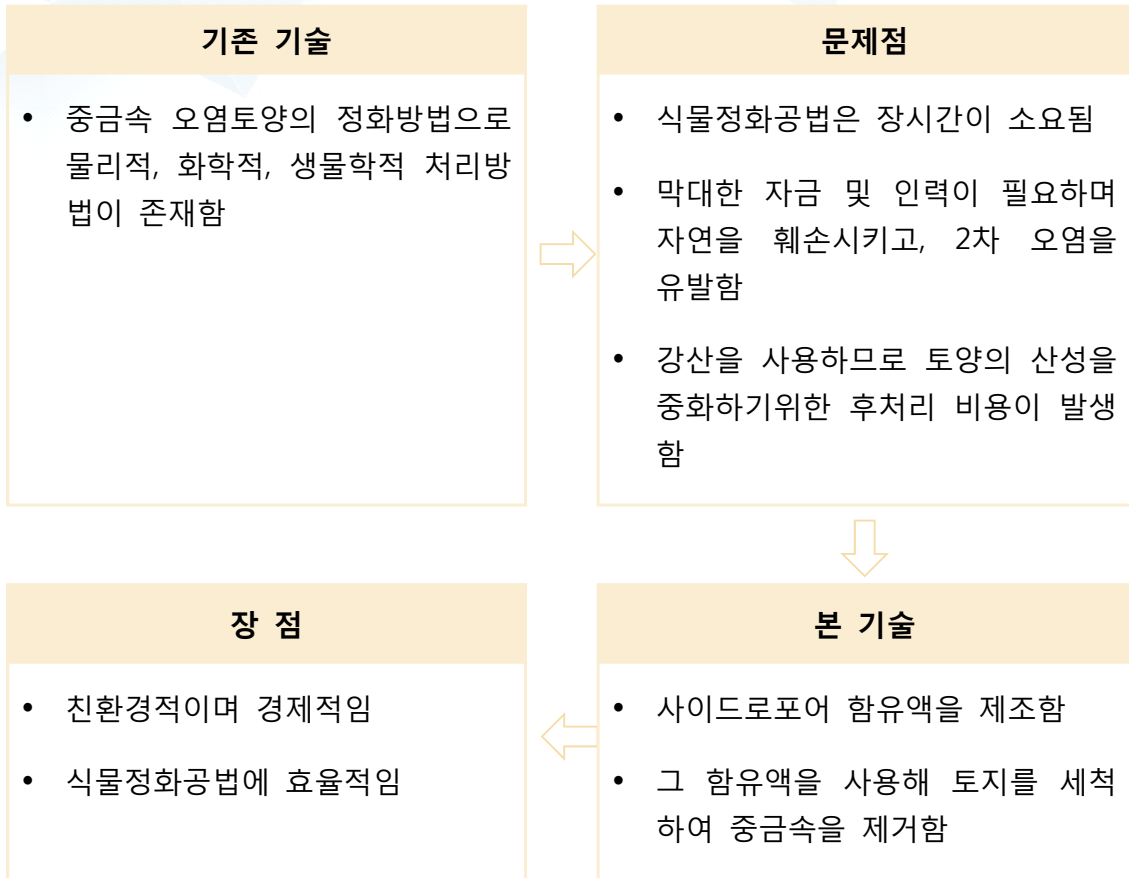 기존 기술
• 중금속 오염토양의 정화방법으로
물리적, 화학적, 생물학적 처리방
법이 존재함
문제점
• 식물정화공법은 장시간이 소요됨
• 막대한 자금 및 인력이 필요하며
자연을 훼손시키고, 2차 오염을
유발함
• 강산을 사용하므로 토양의 산성을
중화하기위한 후처리 비용이 발생
함
본 기술
• 사이드로포어 함유액을 제조함
• 그 함유액을 사용해 토지를 세척
하여 중금속을 제거함
장 점
• 친환경적이며 경제적임
• 식물정화공법에 효율적임